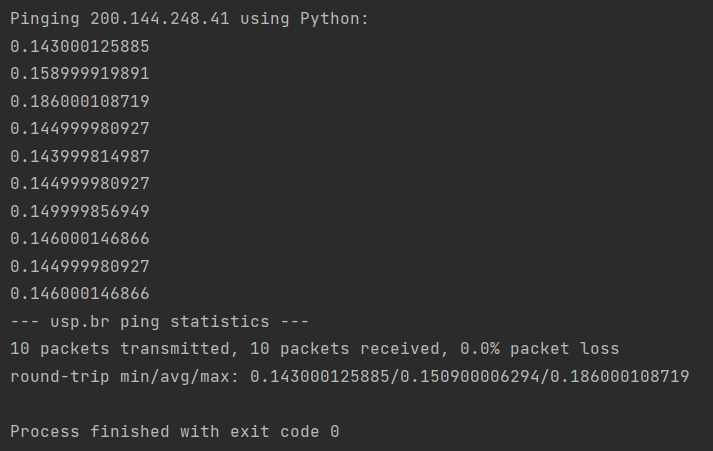 Pinging 200.144.248.41 using Python:
0.143000125885
0.158999919891
0.186000108719
0.144999980927
0.143999814987
0.144999980927
0.149999856949
0.146000146866
0.144999980927
0.146000146866
--- usp.br ping statistics ---
10 packets transmitted, 10 packets received, 0.0% packet loss
round-trip min/avg/max: 0.143000125885/0.150900006294/0.186000108719
Process finished with exit code 0